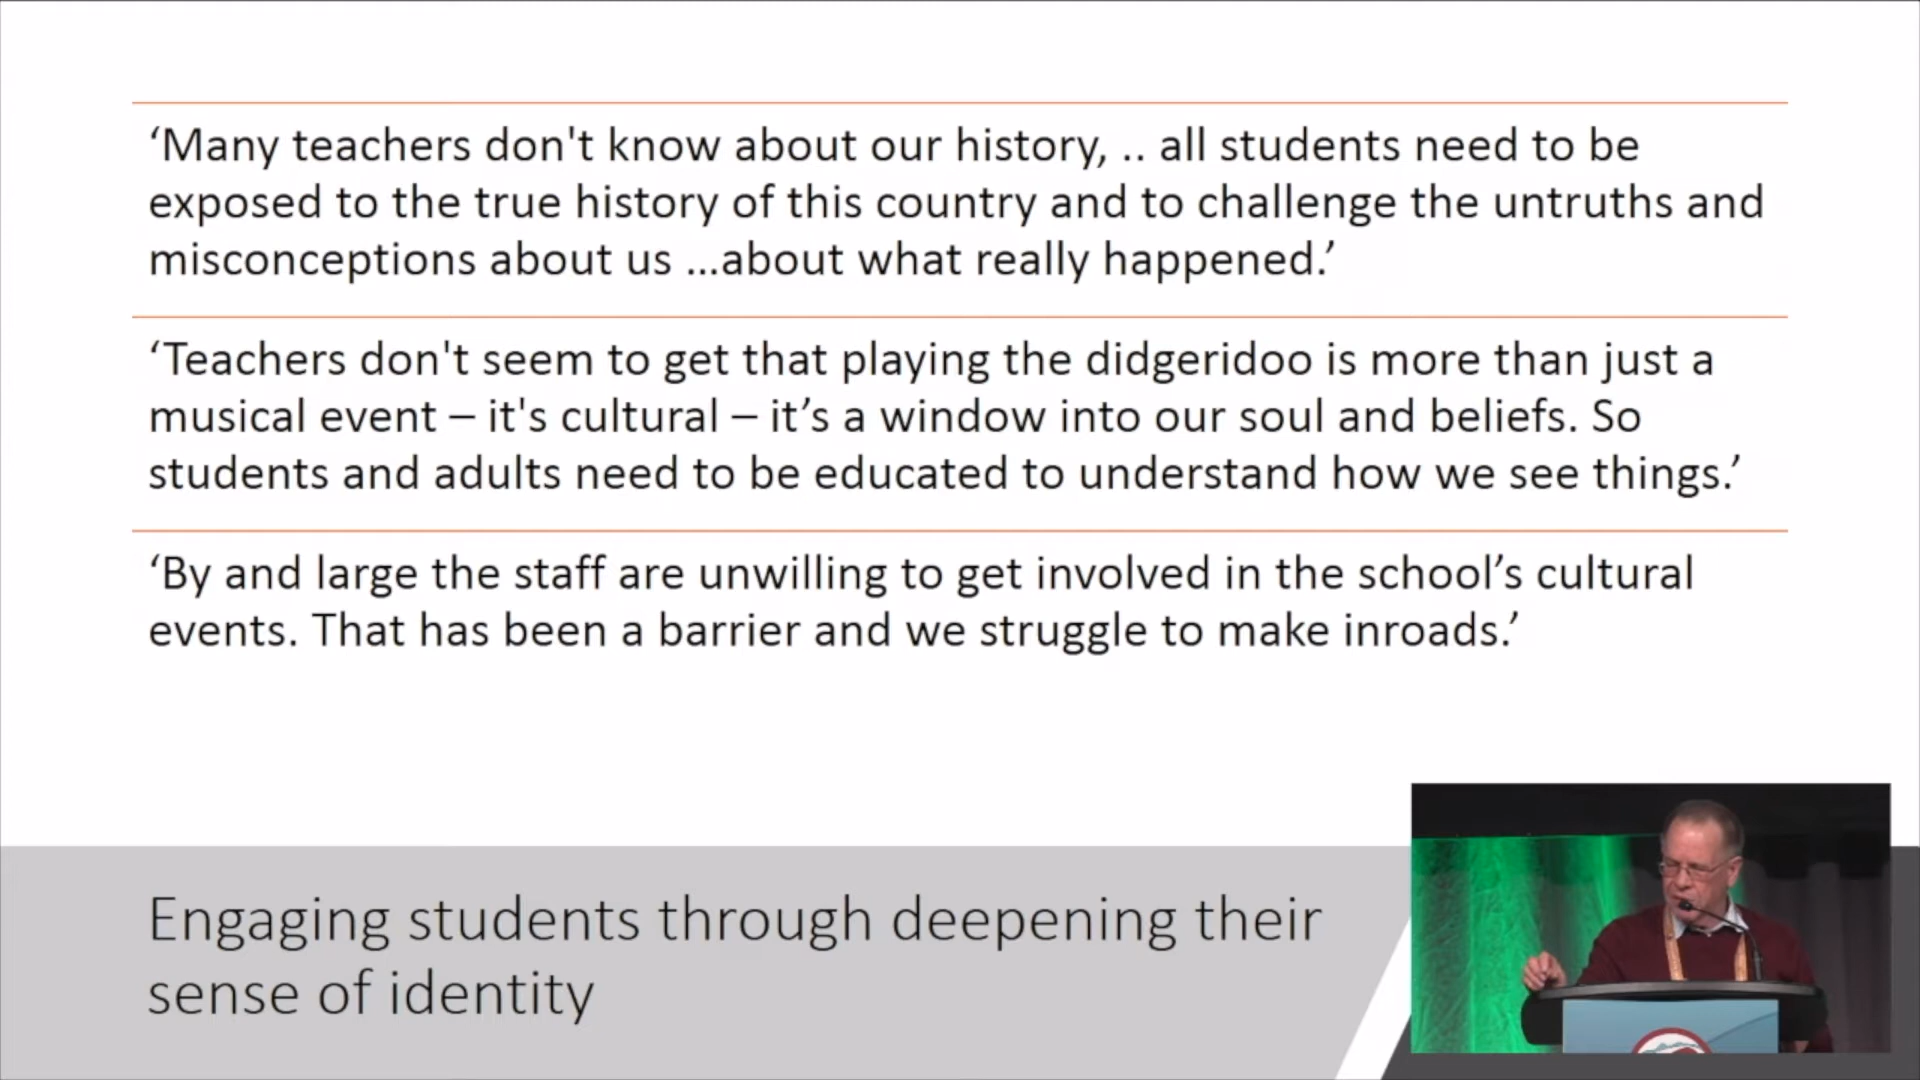 ‘Many teachers don't know about our history, .. all students need to be
exposed to the true history of this country and to challenge the untruths and
misconceptions about us ...about what really happened.’
‘Teachers don't seem to get that playing the didgeridoo is more than just a
musical event – it's cultural – it’s a window into our soul and beliefs. So
students and adults need to be educated to understand how we see things.’
‘By and large the staff are unwilling to get involved in the school’s cultural
events. That has been a barrier and we struggle to make inroads.’
Engaging students through deepening their
sense of identity